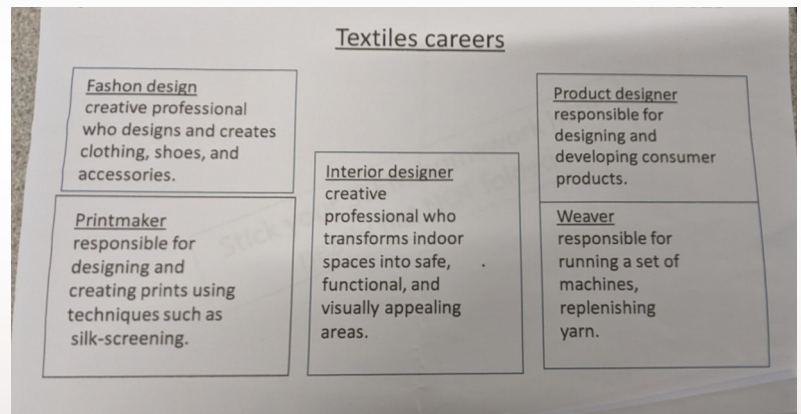 Textiles careers
Fashon design
creative professional
who designs and creates
clothing, shoes, and
accessories.
Printmaker
responsible for
designing and
creating prints using
techniques such as
silk-screening.
Interior designer
creative
professional who
transforms indoor
spaces into safe,
functional, and
visually appealing
areas.
Product designer
responsible for
designing and
developing consumer
products.
Weaver
responsible for
running a set of
machines,
replenishing
yarn.